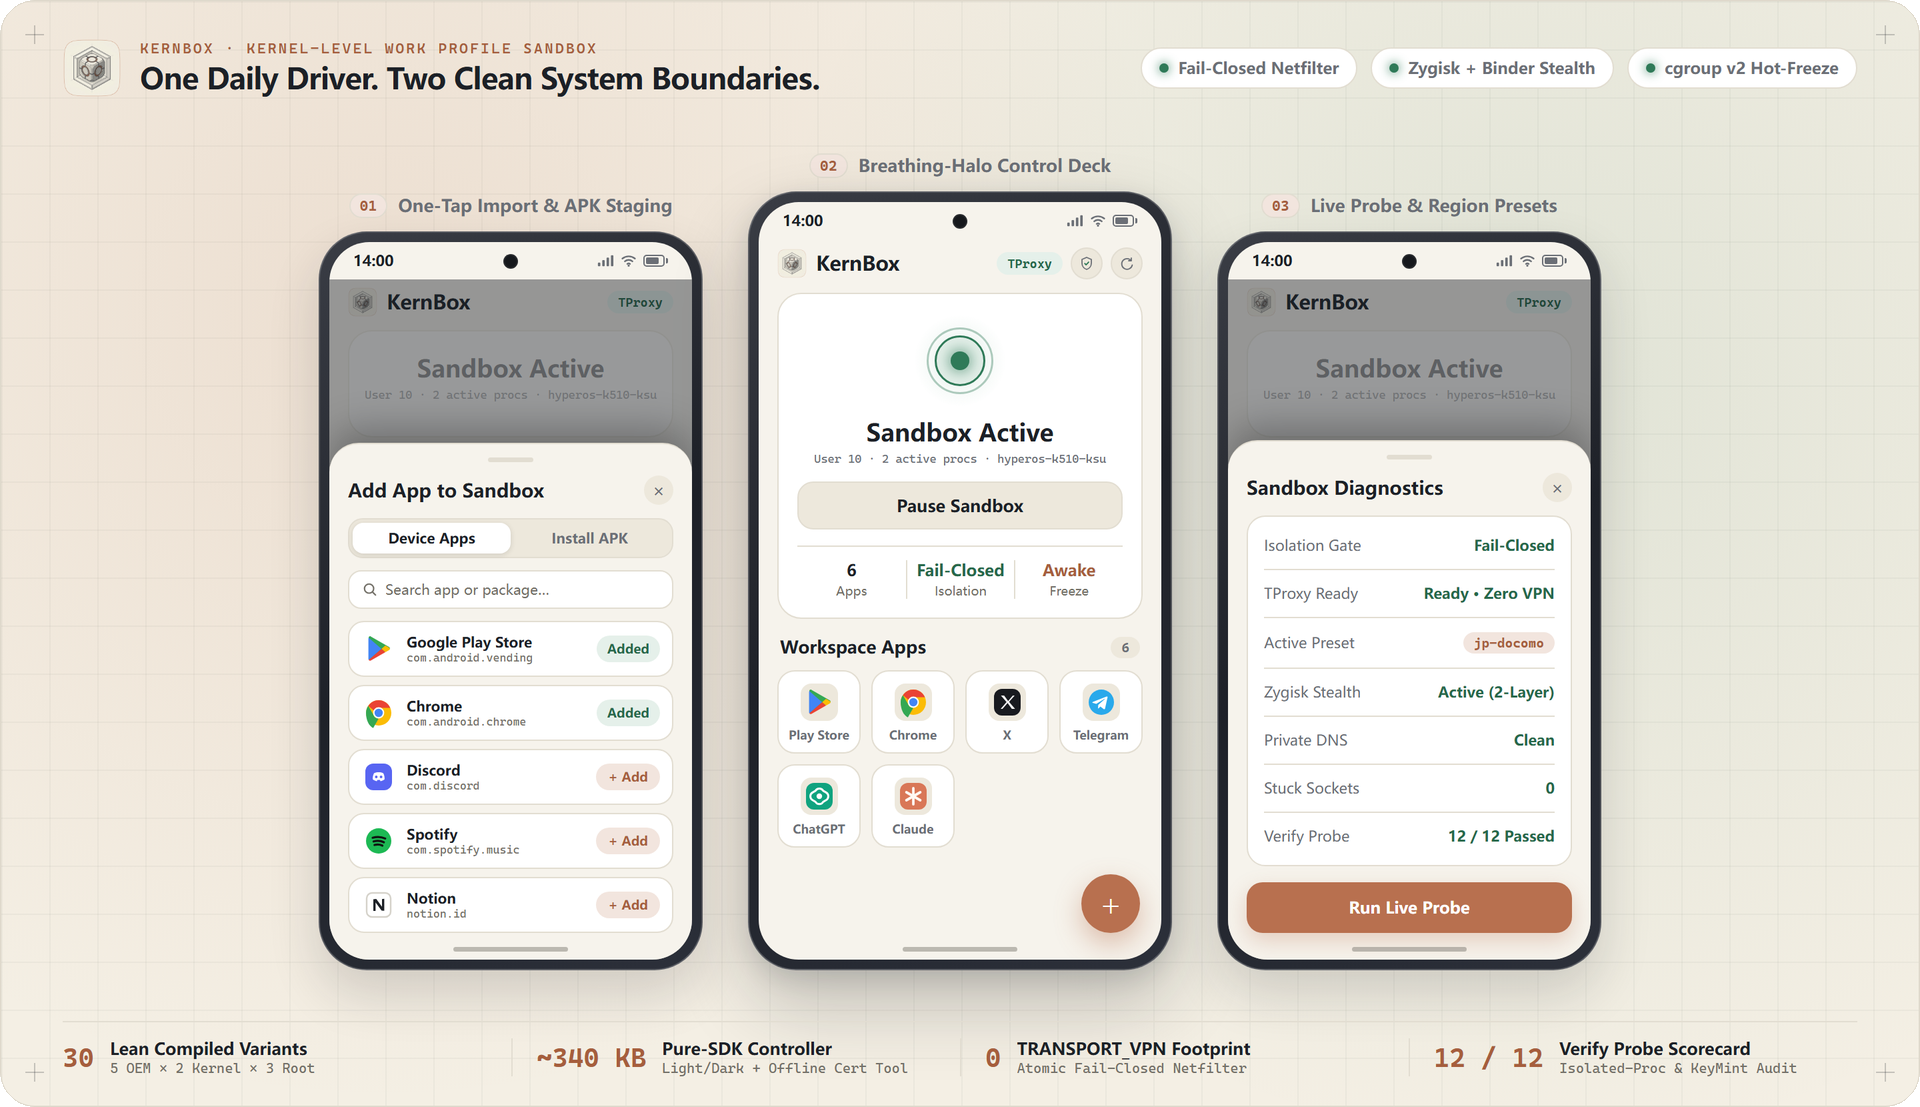 KERNBOX · KERNEL-LEVEL WORK PROFILE SANDBOX
One Daily Driver. Two Clean System Boundaries.
Fail-Closed Netfilter
Zygisk + Binder Stealth
cgroup v2 Hot-Freeze
01 One-Tap Import & APK Staging
14:00
KernBox
TProxy
Sandbox Active
User 10 · 2 active procs · hyperos-k510-ksu
Add App to Sandbox
×
Device Apps
Install APK
Search app or package...
Google Play Store
com.android.vending
Added
Chrome
com.android.chrome
Added
Discord
com.discord
+ Add
Spotify
com.spotify.music
+ Add
N
Notion
notion.id
+ Add
02 Breathing-Halo Control Deck
14:00
KernBox
TProxy
Sandbox Active
User 10 · 2 active procs · hyperos-k510-ksu
Pause Sandbox
6
Apps
Fail-Closed
Isolation
Awake
Freeze
Workspace Apps
6
Play Store
Chrome
X
Telegram
ChatGPT
Claude
+
03 Live Probe & Region Presets
14:00
KernBox
TProxy
Sandbox Active
User 10 · 2 active procs · hyperos-k510-ksu
Sandbox Diagnostics
×
Isolation Gate Fail-Closed
TProxy Ready Ready • Zero VPN
Active Preset jp-docomo
Zygisk Stealth Active (2-Layer)
Private DNS Clean
Stuck Sockets 0
Verify Probe 12 / 12 Passed
Run Live Probe
30
Lean Compiled Variants
5 OEM × 2 Kernel × 3 Root
~340 KB
Pure-SDK Controller
Light/Dark + Offline Cert Tool
0
TRANSPORT_VPN Footprint
Atomic Fail-Closed Netfilter
12 / 12
Verify Probe Scorecard
Isolated-Proc & KeyMint Audit